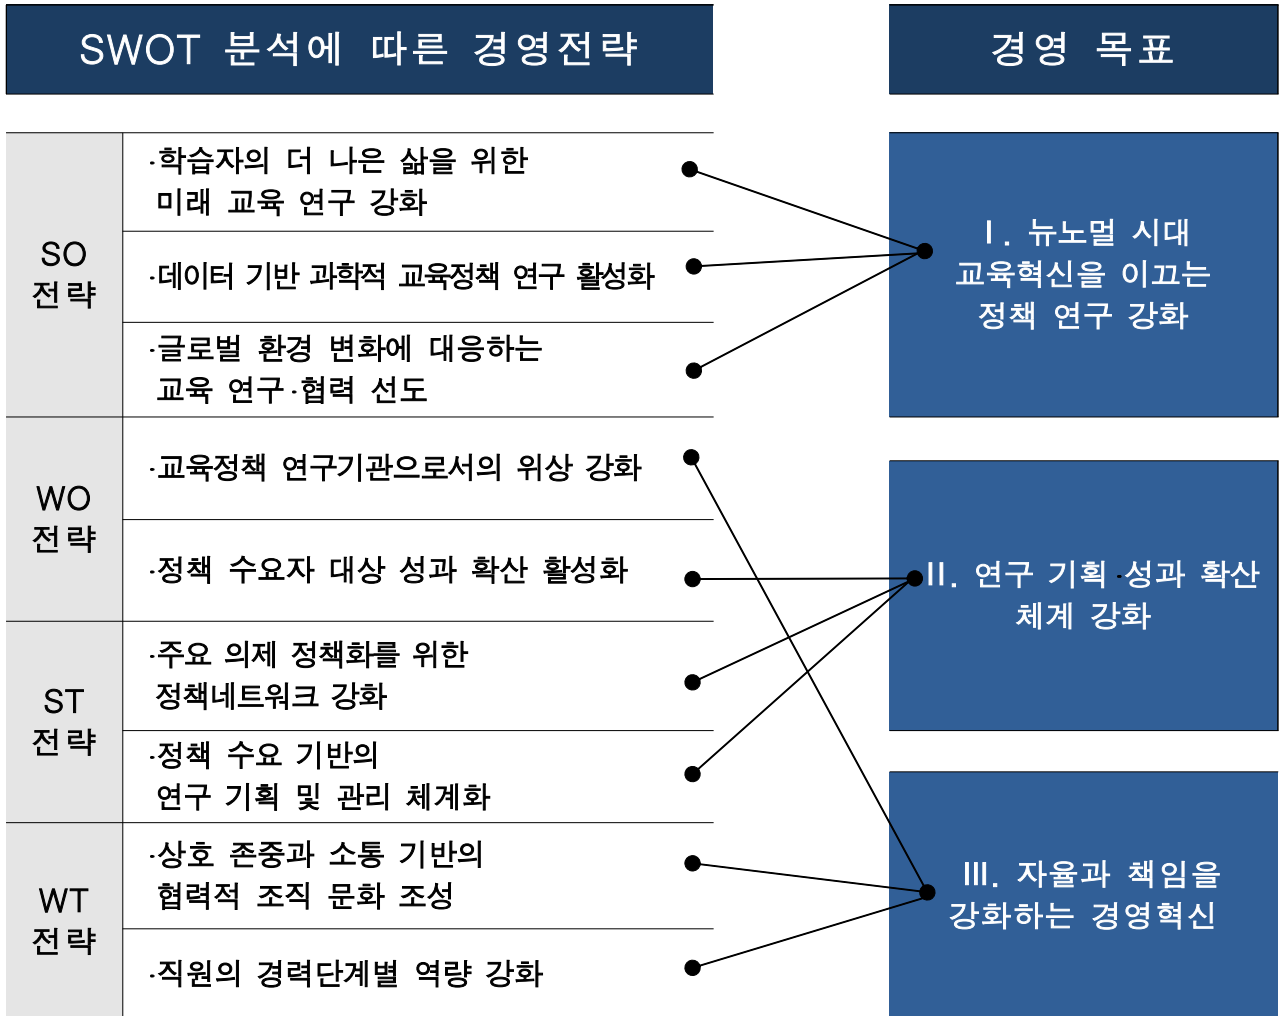 SWOT 분석에 따른 경영전략
경영 목표
SO
전략
·학습자의 더 나은 삶을 위한
미래 교육 연구 강화
·데이터 기반 과학적 교육정책 연구 활성화
·글로벌 환경 변화에 대응하는
교육 연구·협력 선도
Ⅰ. 뉴노멀 시대
교육혁신을 이끄는
정책 연구 강화
WO
전략
·교육정책 연구기관으로서의 위상 강화
·정책 수요자 대상 성과 확산 활성화
Ⅱ. 연구 기획·성과 확산
체계 강화
ST
전략
·주요 의제 정책화를 위한
정책네트워크 강화
·정책 수요 기반의
연구 기획 및 관리 체계화
WT
전략
·상호 존중과 소통 기반의
협력적 조직 문화 조성
·직원의 경력단계별 역량 강화
Ⅲ. 자율과 책임을
강화하는 경영혁신